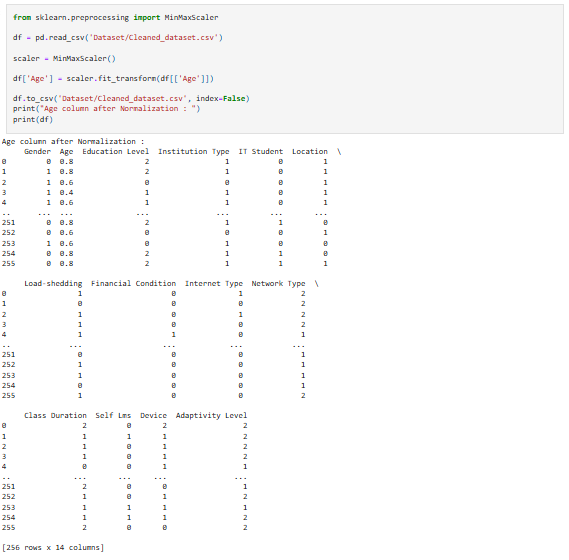 from sklearn.preprocessing import MinMaxScaler
df = pd.read_csv('Dataset/Cleaned_dataset.csv')
scaler = MinMaxScaler()
df['Age'] = scaler.fit_transform(df[['Age']])
df.to_csv('Dataset/Cleaned_dataset.csv', index=False)
print("Age column after Normalization : ")
print(df)
Age column after Normalization :
Gender Age Education Level Institution Type IT Student Location \
0 0 0.8 2 1 0 1
1 1 0.8 2 1 0 1
2 1 0.6 0 0 0 1
3 1 0.4 1 1 0 1
4 1 0.6 1 1 0 1
.. ... ... ... ... ... ...
251 0 0.8 2 1 1 0
252 0 0.6 0 0 0 1
253 1 0.6 0 1 0 0
254 0 0.8 2 1 1 0
255 0 0.8 2 1 1 1
Load-shedding Financial Condition Internet Type Network Type \
0 1 0 1 2
1 0 0 0 2
2 1 0 1 2
3 1 0 0 2
4 1 1 0 1
.. ... ... ... ...
251 0 0 0 1
252 1 0 0 1
253 1 0 0 1
254 0 0 0 1
255 1 0 0 2
Class Duration Self Lms Device Adaptivity Level
0 2 0 2 2
1 1 1 1 2
2 1 0 1 2
3 1 0 1 2
4 0 0 1 1
.. ... ... ... ...
251 2 0 0 1
252 1 0 1 2
253 1 1 1 1
254 1 1 1 2
255 2 0 0 2
[256 rows x 14 columns]